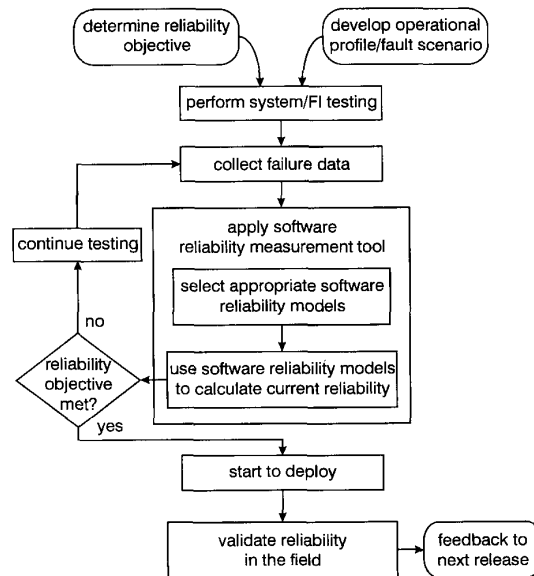 determine reliability
objective
develop operational
profile/fault scenario
perform system/FI testing
collect failure data
apply software
reliability measurement tool
continue testing
select appropriate software
reliability models
no
reliability
objective
met?
use software reliability models
to calculate current reliability
yes
start to deploy
validate reliability
in the field
feedback to
next release